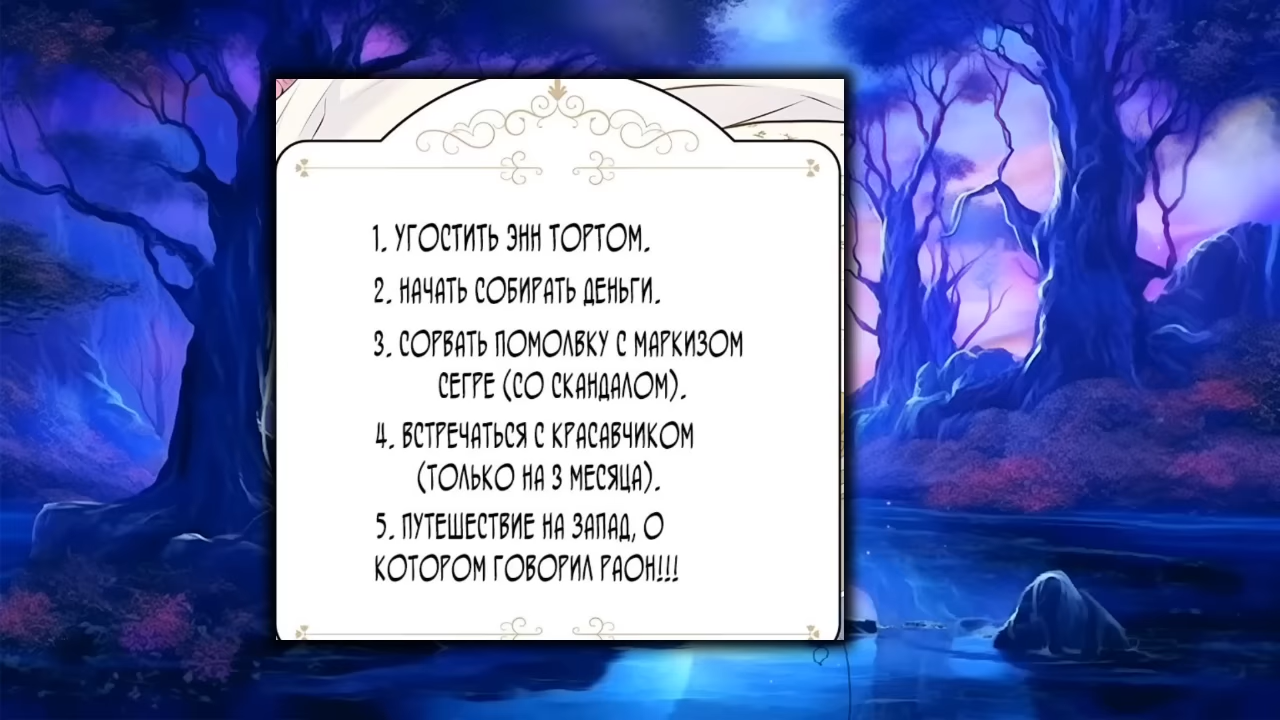 1. УГОСТИТЬ ЭНН ТОРТОМ.
2. НАЧАТЬ СОБИРАТЬ ДЕНЬГИ.
3. СОРВАТЬ ПОМОЛВКУ С МАРКИЗОМ
СЕГРЕ (СО СКАНДАЛОМ).
4. ВСТРЕЧАТЬСЯ С КРАСАВЧИКОМ
(ТОЛЬКО НА 3 МЕСЯЦА).
5. ПУТЕШЕСТВИЕ НА ЗАПАД, О
КОТОРОМ ГОВОРИЛ РАОН!!!